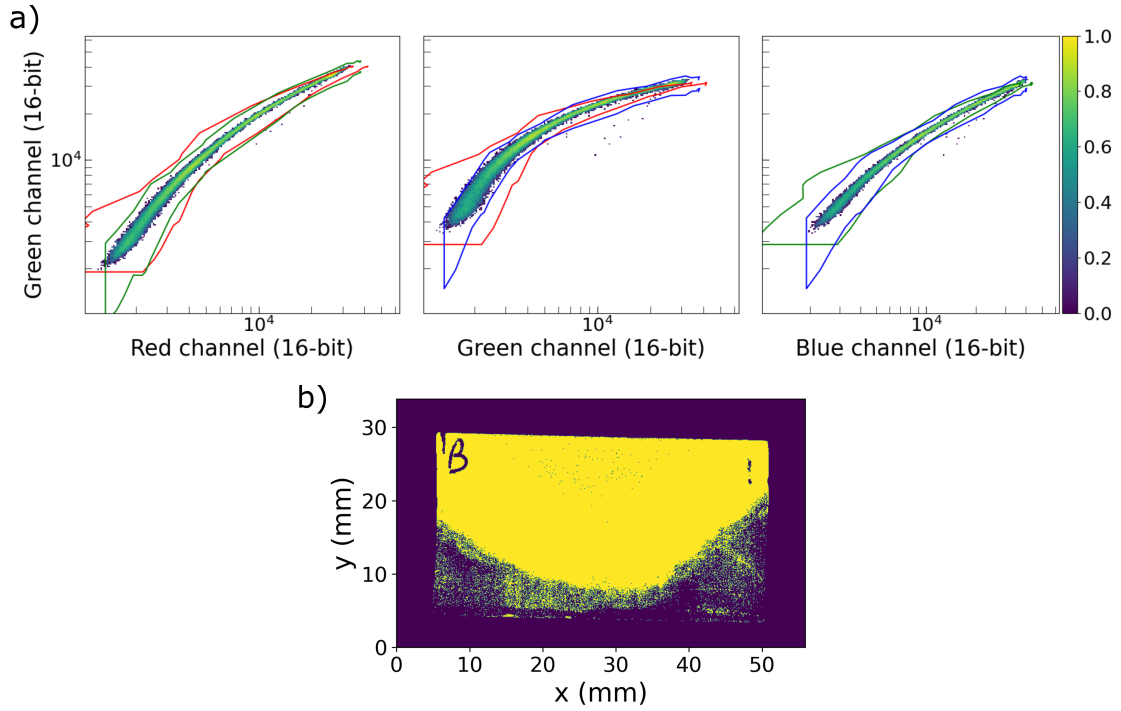 a)
Green channel (16-bit)
10⁴
10⁴
10⁴
10⁴
1.0
0.8
0.6
0.4
0.2
0.0
Red channel (16-bit)
Green channel (16-bit)
Blue channel (16-bit)
b)
30
20
10
0
y (mm)
B
0
10
20
30
40
50
x (mm)